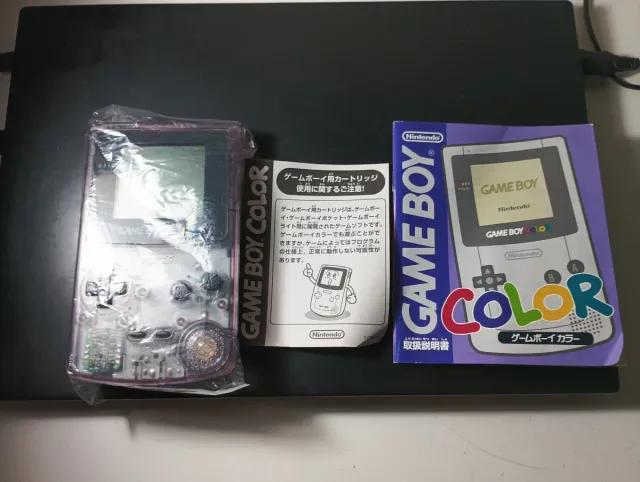 GAME BOY COLOR
ゲームボーイ用カートリッジ
使用に関するご注意!
ゲームボーイ用カートリッジは、ゲームボー
イ・ゲームボーイポケット・ゲームボーイ
ライト用に開発されたゲームソフトです。
ゲームボーイカラーでも遊ぶことがで
きますが、ゲームによってはプログラム
の仕様上、正常に動作しない可能性が
あります。
Nintendo
Nintendo
GAME BOY
GAME BOY
Nintendo
GAME BOY COLOR
Nintendo
COLOR
ゲームボーイ カラー
取扱説明書